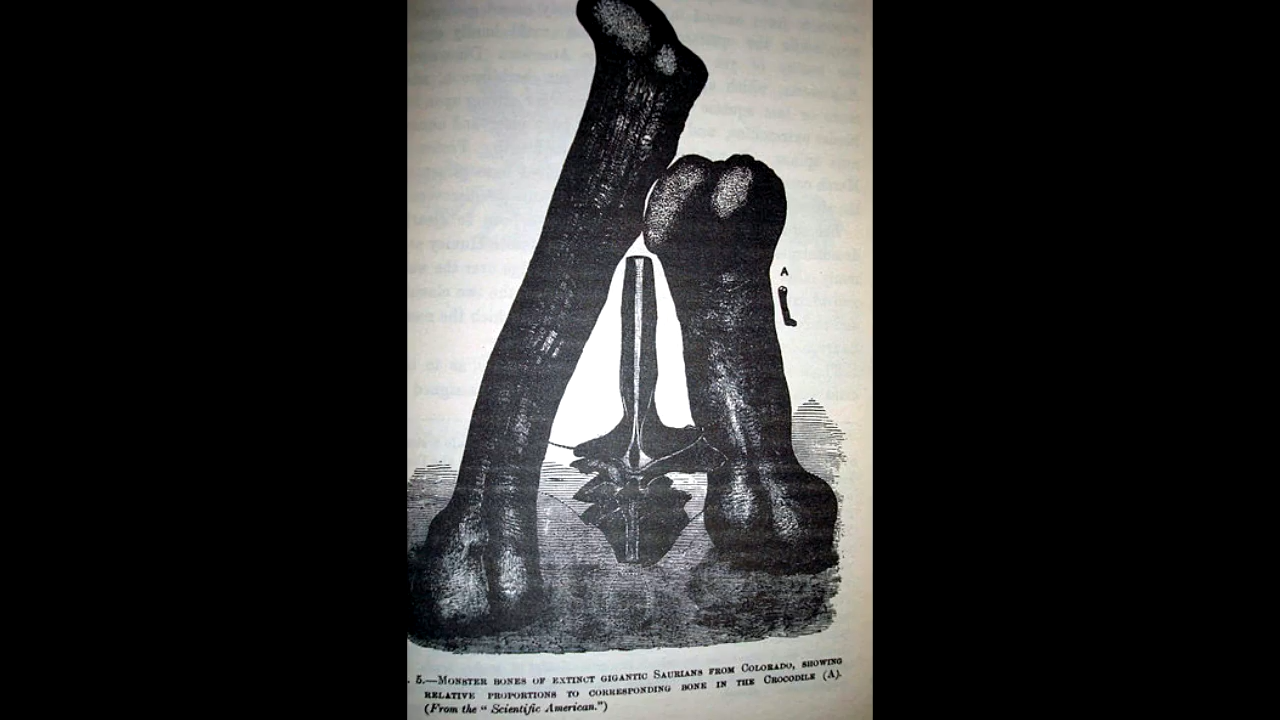 A
. 5.—Monster bones of extinct gigantic Saurians from Colorado, showing
relative proportions to corresponding bone in the Crocodile (A).
(From the “ Scientific American.”)